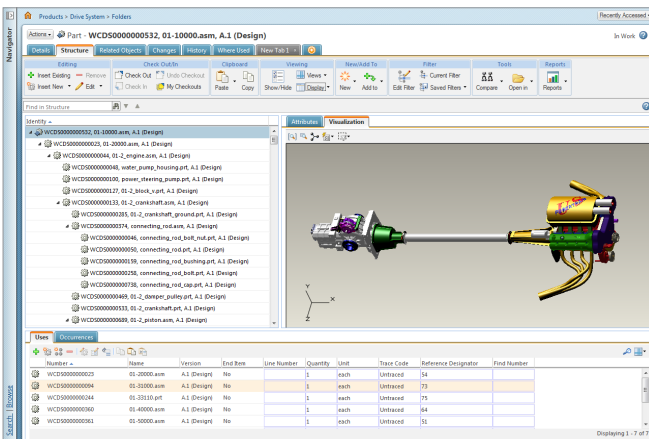 Products > Drive System > Folders
Recently Accessed
Navigator
Actions Part - WCDS0000000532, 01-10000.asm, A.1 (Design)
In Work
Details Structure Related Objects Changes History Where Used New Tab 1
Editing Check Out/In Clipboard Viewing New/Add To Filter Tools Reports
Insert Existing Remove Check Out Undo Checkout Views Current Filter
Insert New Edit Check In My Checkouts Paste Copy Show/Hide Display New Add to Edit Filter Saved Filters Compare Open in Reports
Find in Structure
Identity
Attributes Visualization
WCDS0000000532, 01-10000.asm, A.1 (Design)
WCDS0000000025, 01-20000.asm, A.1 (Design)
WCDS0000000044, 01-2_engine.asm, A.1 (Design)
WCDS0000000048, water_pump_housing.prt, A.1 (Design)
WCDS0000000100, power_steering_pump.prt, A.1 (Design)
WCDS0000000127, 01-2_block_v.prt, A.1 (Design)
WCDS0000000133, 01-2_crankshaft.asm, A.1 (Design)
WCDS0000000285, 01-2_crankshaft_ground.prt, A.1 (Design)
WCDS0000000374, connecting_rod.asm, A.1 (Design)
WCDS0000000046, connecting_rod_bolt_nut.prt, A.1 (Design)
WCDS0000000050, connecting_rod.prt, A.1 (Design)
WCDS0000000159, connecting_rod_bushing.prt, A.1 (Design)
WCDS0000000258, connecting_rod_bolt.prt, A.1 (Design)
WCDS0000000738, connecting_rod_cap.prt, A.1 (Design)
WCDS0000000469, 01-2_damper_pulley.prt, A.1 (Design)
WCDS0000000533, 01-2_crankshaft.prt, A.1 (Design)
WCDS0000000689, 01-2_piston.asm, A.1 (Design)
Y
X
Z
Uses Occurrences
Number Name Version End Item Line Number Quantity Unit Trace Code Reference Designator Find Number
WCDS0000000025 01-20000.asm A.1 (Design) No 1 each Untraced 54
WCDS0000000094 01-31000.asm A.1 (Design) No 1 each Untraced 73
WCDS0000000244 01-33110.prt A.1 (Design) No 1 each Untraced 75
WCDS0000000360 01-40000.asm A.1 (Design) No 1 each Untraced 64
WCDS0000000361 01-50000.asm A.1 (Design) No 1 each Untraced 51
Displaying 1 - 7 of 7
Search | Browse